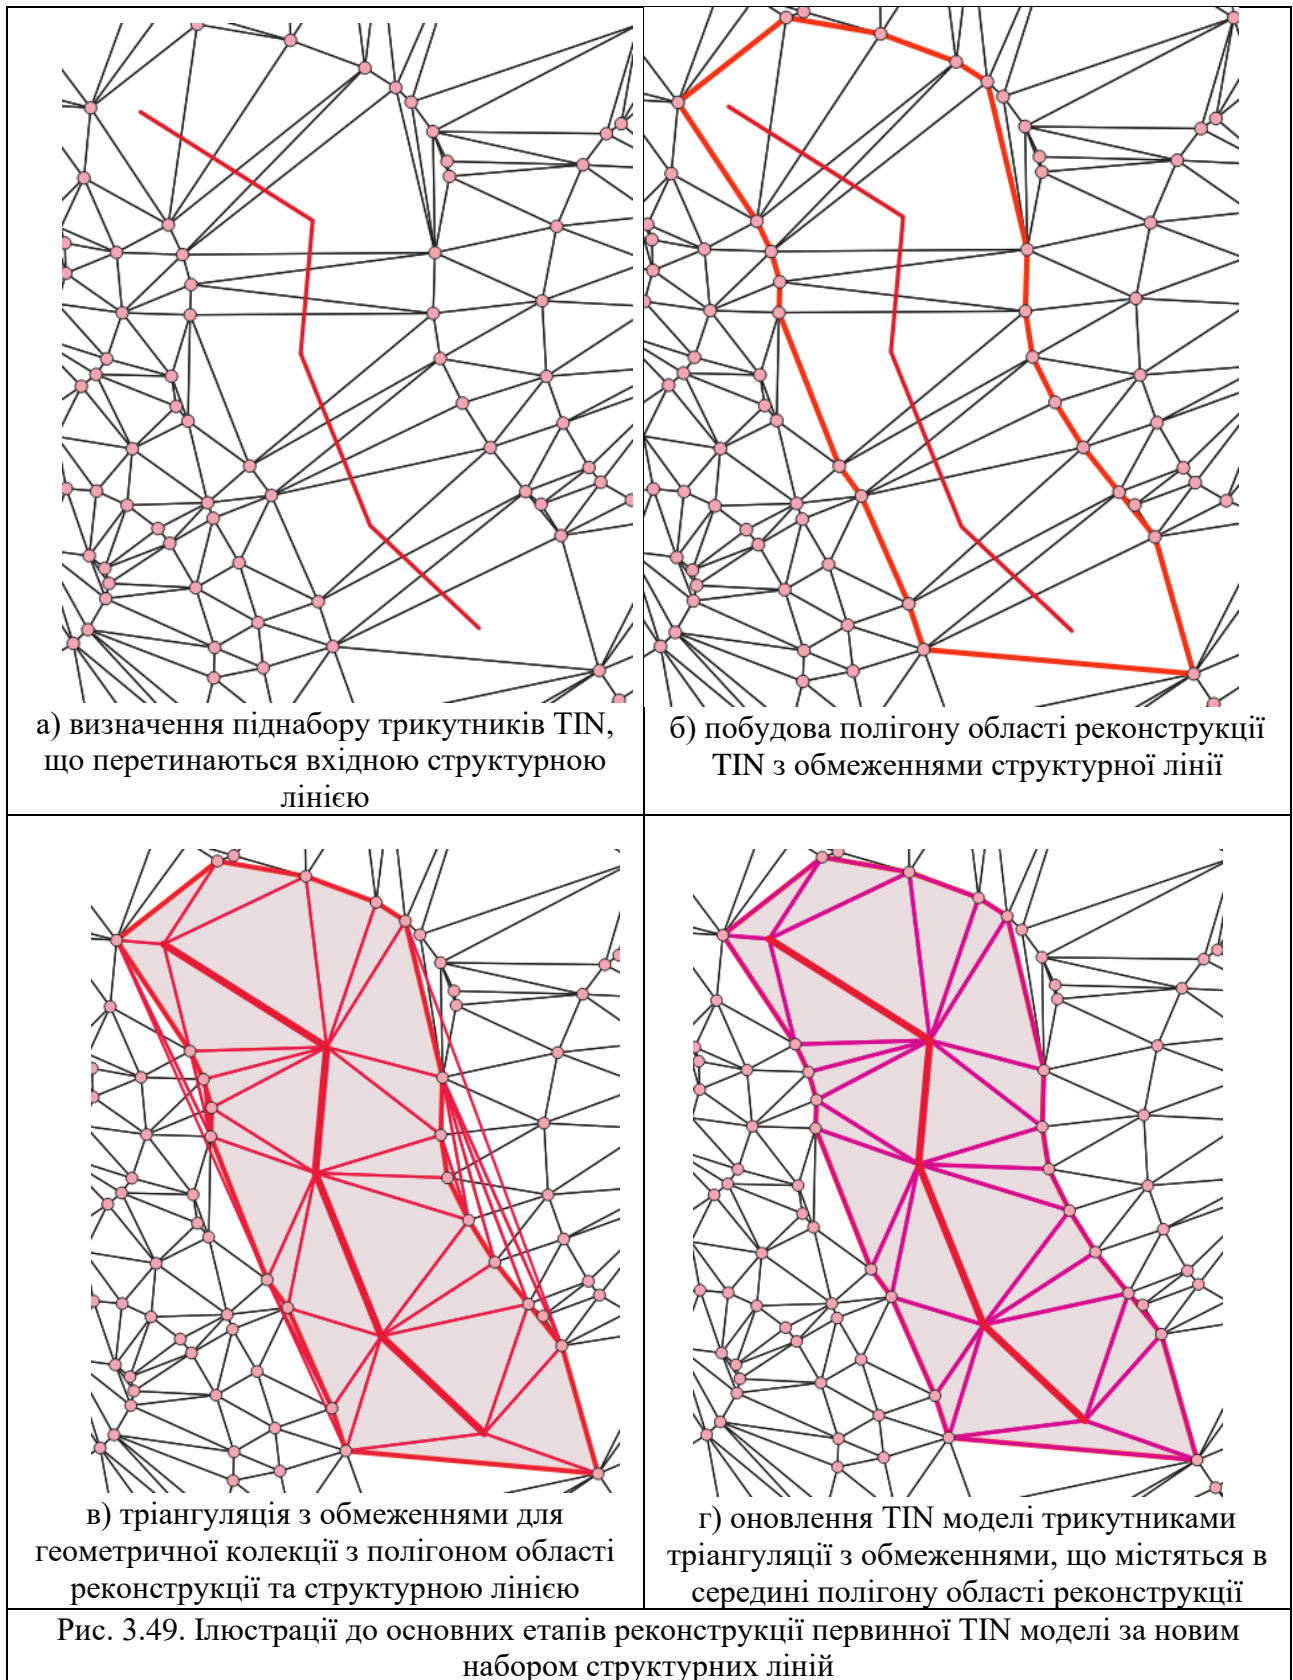 а) визначення піднабору трикутників TIN,
що перетинаються вхідною структурною
лінією
б) побудова полігону області реконструкції
TIN з обмеженнями структурної лінії
в) тріангуляція з обмеженнями для
геометричної колекції з полігоном області
реконструкції та структурною лінією
г) оновлення TIN моделі трикутниками
тріангуляції з обмеженнями, що містяться в
середині полігону області реконструкції
Рис. 3.49. Ілюстрації до основних етапів реконструкції первинної TIN моделі за новим
набором структурних ліній